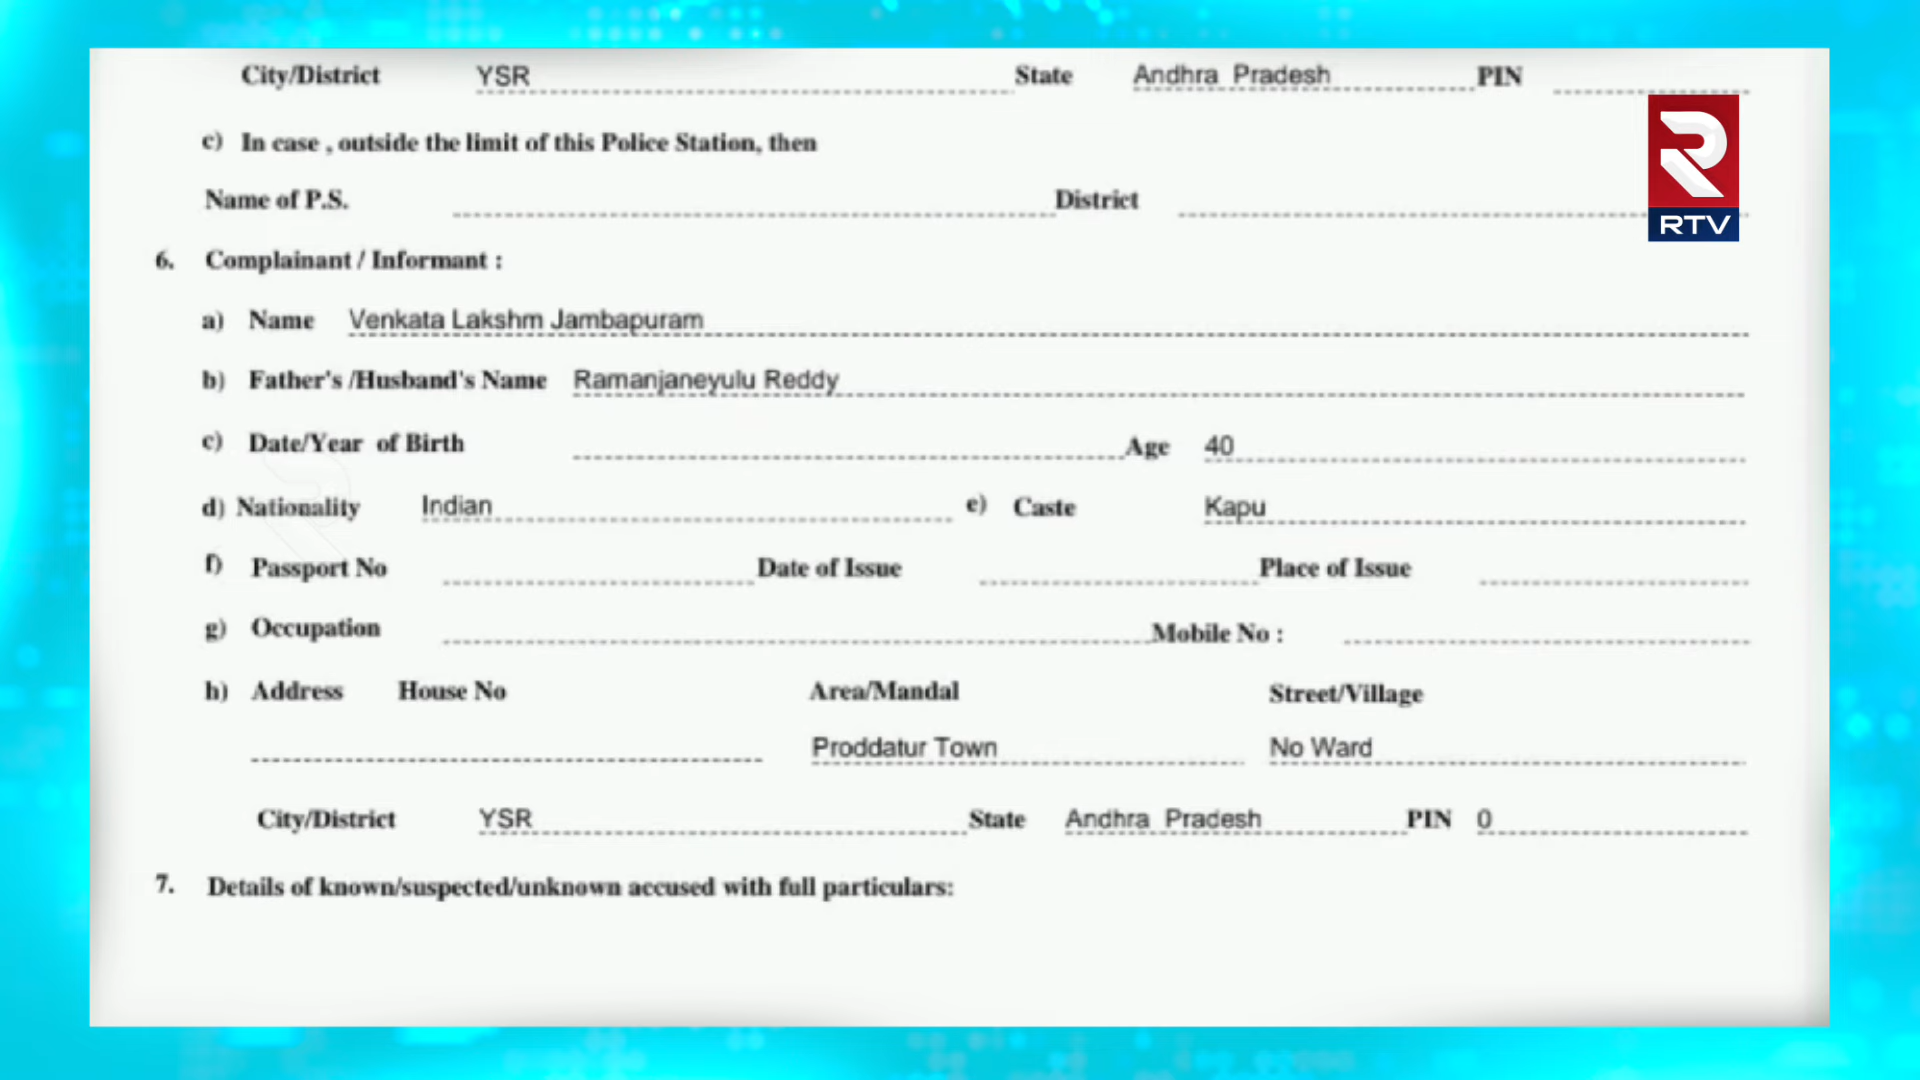 City/District YSR State Andhra Pradesh PIN
c) In case , outside the limit of this Police Station, then
Name of P.S. District
RTV
6. Complainant / Informant :
a) Name Venkata Lakshm Jambapuram
b) Father's /Husband's Name Ramanjaneyulu Reddy
c) Date/Year of Birth Age 40
d) Nationality Indian e) Caste Kapu
f) Passport No Date of Issue Place of Issue
g) Occupation Mobile No :
h) Address House No Area/Mandal Street/Village
Proddatur Town No Ward
City/District YSR State Andhra Pradesh PIN 0
7. Details of known/suspected/unknown accused with full particulars: